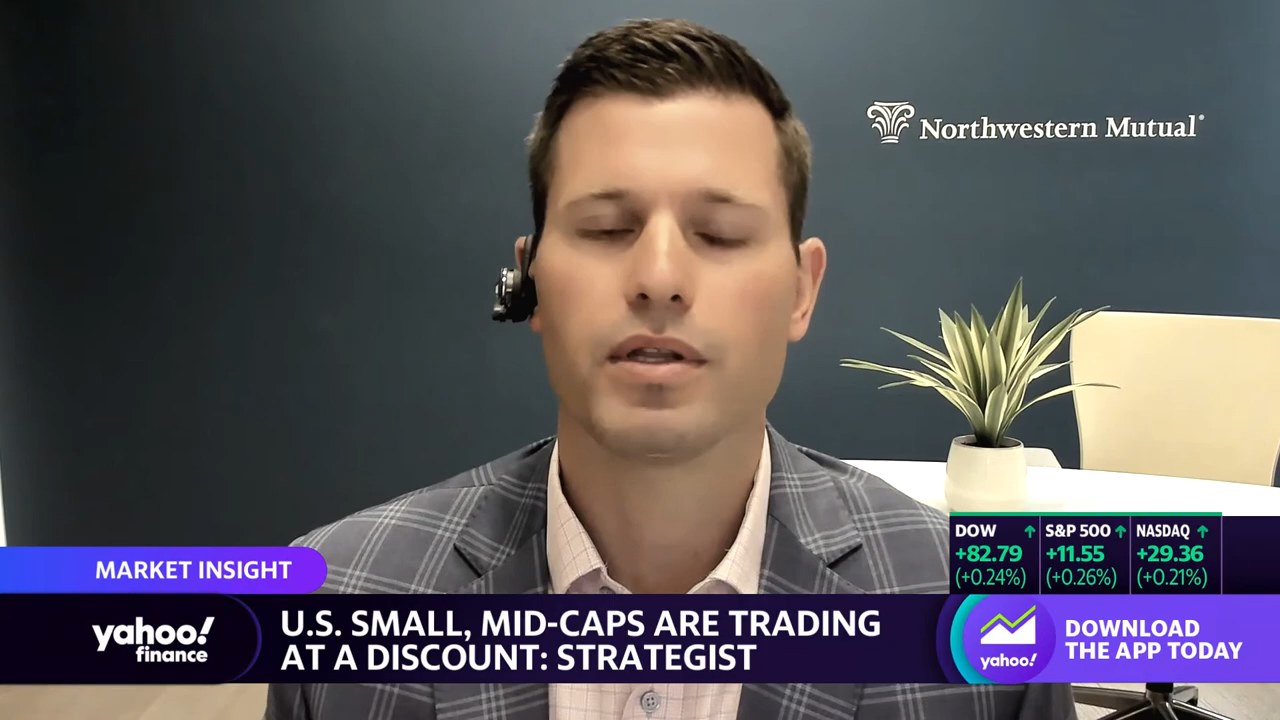 Northwestern Mutual
DOW
+82.79
(+0.24%)
S&P 500
+11.55
(+0.26%)
NASDAQ
+29.36
(+0.21%)
MARKET INSIGHT
yahoo!
finance
U.S. SMALL, MID-CAPS ARE TRADING
AT A DISCOUNT: STRATEGIST
yahoo!
DOWNLOAD
THE APP TODAY